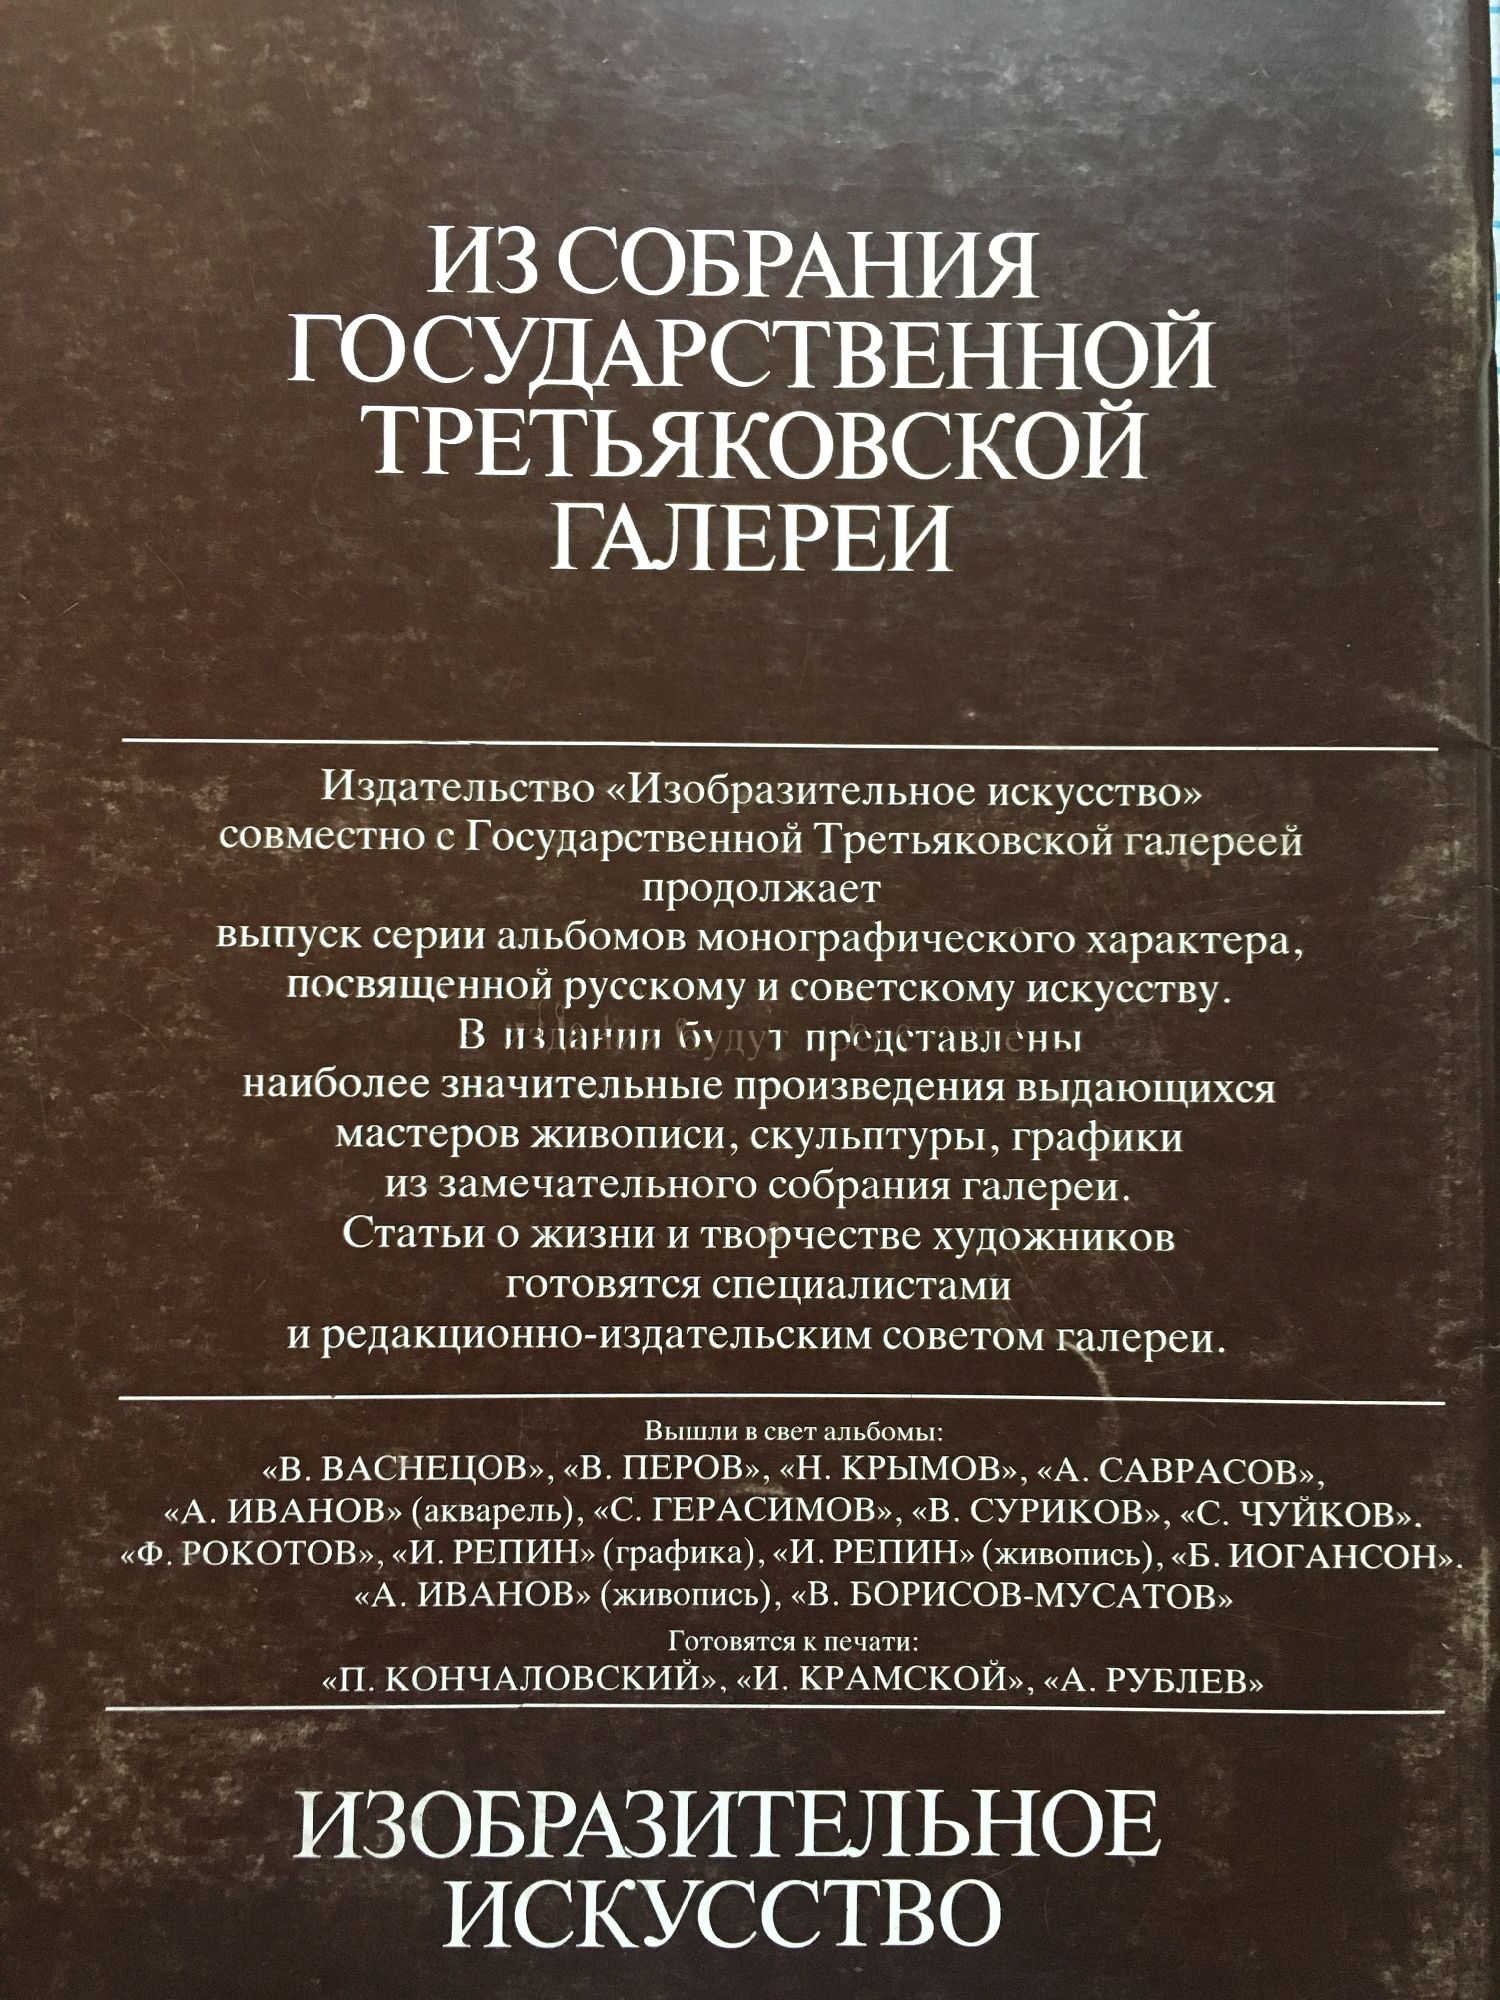 ИЗ СОБРАНИЯ
ГОСУДАРСТВЕННОЙ
ТРЕТЬЯКОВСКОЙ
ГАЛЕРЕИ
Издательство «Изобразительное искусство»
совместно с Государственной Третьяковской галереей
продолжает
выпуск серии альбомов монографического характера,
посвященной русскому и советскому искусству.
В издании будут представлены
наиболее значительные произведения выдающихся
мастеров живописи, скульптуры, графики
из замечательного собрания галереи.
Статьи о жизни и творчестве художников
готовятся специалистами
и редакционно-издательским советом галереи.
Вышли в свет альбомы:
«В. ВАСНЕЦОВ», «В. ПЕРОВ», «Н. КРЫМОВ», «А. САВРАСОВ»,
«А. ИВАНОВ» (акварель), «С. ГЕРАСИМОВ», «В. СУРИКОВ», «С. ЧУЙКОВ».
«Ф. РОКОТОВ», «И. РЕПИН» (графика), «И. РЕПИН» (живопись), «Б. ИОГАНСОН».
«А. ИВАНОВ» (живопись), «В. БОРИСОВ-МУСАТОВ»
Готовятся к печати:
«П. КОНЧАЛОВСКИЙ», «И. КРАМСКОЙ», «А. РУБЛЕВ»
ИЗОБРАЗИТЕЛЬНОЕ
ИСКУССТВО